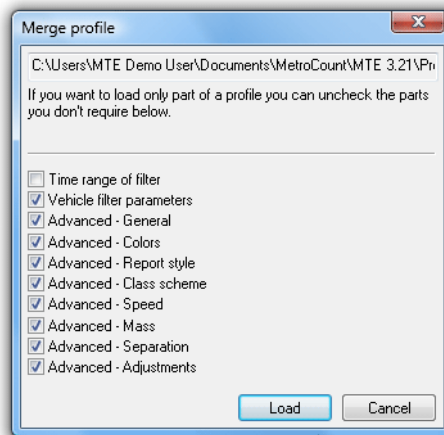 Merge profile
C:\Users\MTE Demo User\Documents\MetroCount\MTE 3.21\Pr
If you want to load only part of a profile you can uncheck the parts
you don't require below.
Time range of filter
Vehicle filter parameters
Advanced - General
Advanced - Colors
Advanced - Report style
Advanced - Class scheme
Advanced - Speed
Advanced - Mass
Advanced - Separation
Advanced - Adjustments
Load Cancel